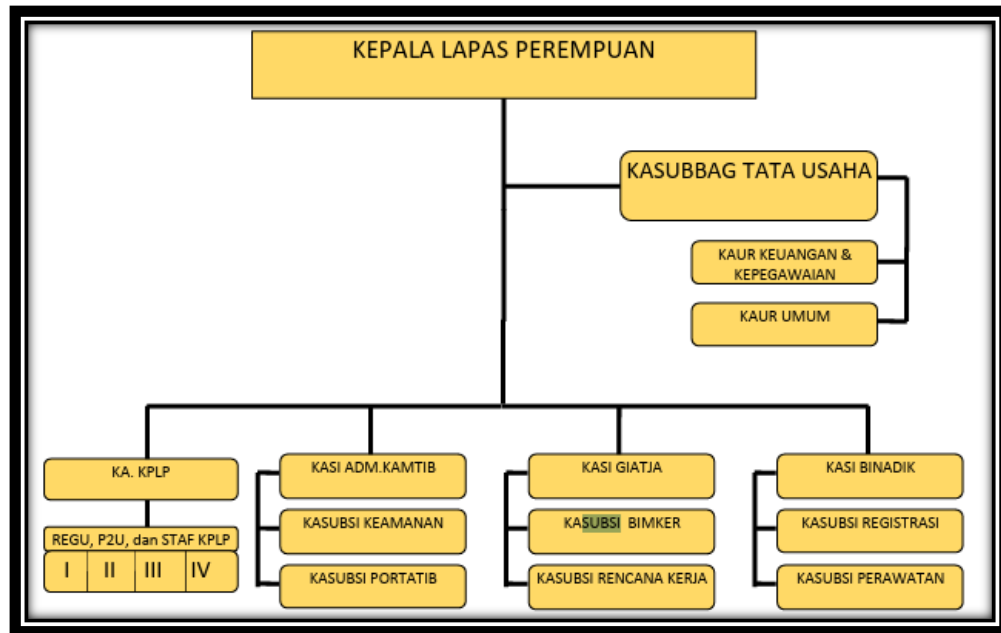 KEPALA LAPAS PEREMPUAN
KASUBBAG TATA USAHA
KAUR KEUANGAN &
KEPEGAWAIAN
KAUR UMUM
KA. KPLP
REGU, P2U, dan STAF KPLP
I II III IV
KASI ADM.KAMTIB
KASUBSI KEAMANAN
KASUBSI PORTATIB
KASI GIATJA
KASUBSI BIMKER
KASUBSI RENCANA KERJA
KASI BINADIK
KASUBSI REGISTRASI
KASUBSI PERAWATAN